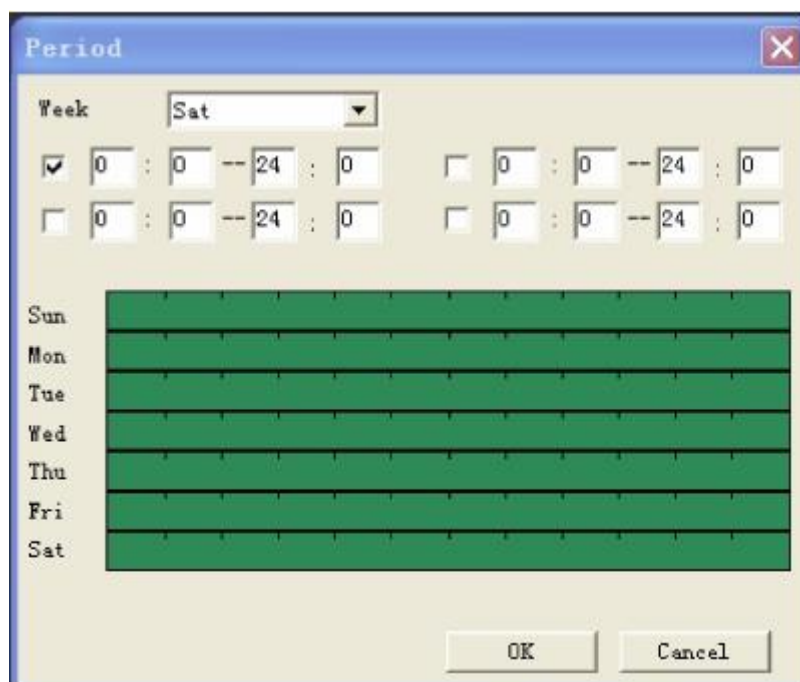 Period
Week Sat
0 : 0 -- 24 : 0 0 : 0 -- 24 : 0
0 : 0 -- 24 : 0 0 : 0 -- 24 : 0
Sun
Mon
Tue
Wed
Thu
Fri
Sat
OK Cancel